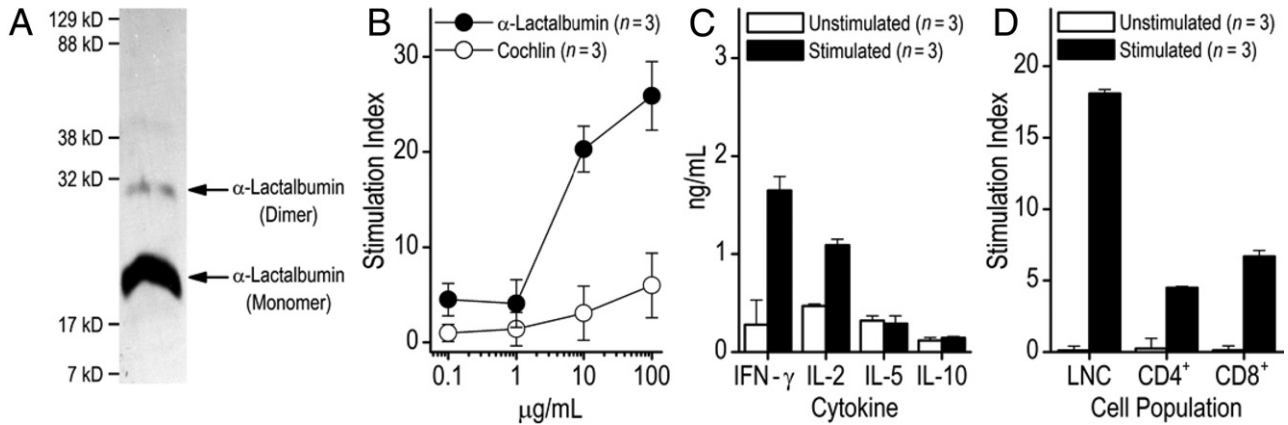 A
129 kD
88 kD
38 kD
32 kD
17 kD
7 kD
α-Lactalbumin
(Dimer)
α-Lactalbumin
(Monomer)
B
α-Lactalbumin (n = 3)
Cochlin (n = 3)
Stimulation Index
30
20
10
0
0.1 1 10 100
μg/mL
C
Unstimulated (n = 3)
Stimulated (n = 3)
ng/mL
3
2
1
0
IFN-γ IL-2 IL-5 IL-10
Cytokine
D
Unstimulated (n = 3)
Stimulated (n = 3)
Stimulation Index
20
15
10
5
0
LNC CD4⁺ CD8⁺
Cell Population